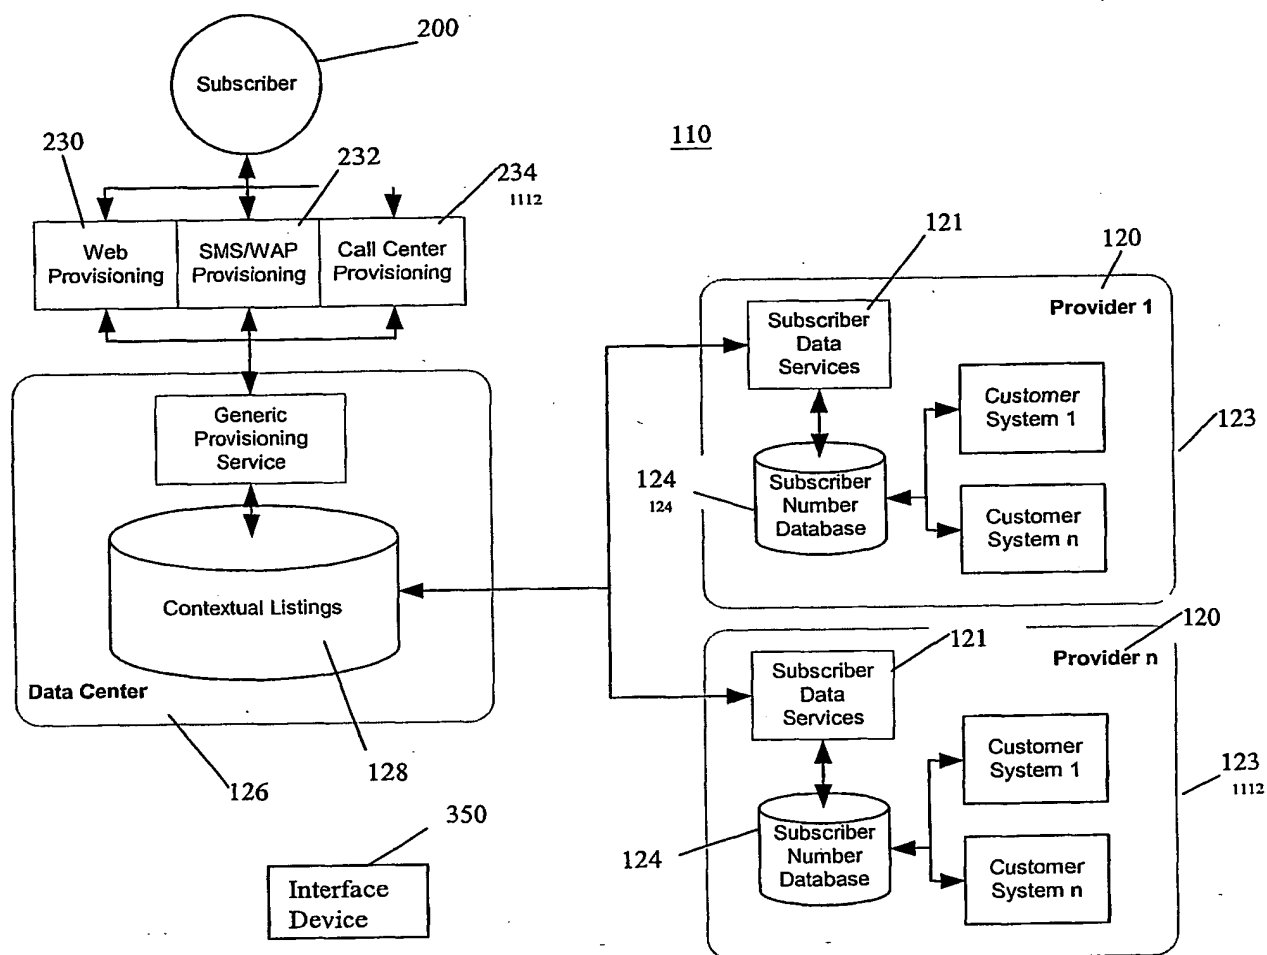 200
Subscriber
110
230
232
234
1112
Web
Provisioning
SMS/WAP
Provisioning
Call Center
Provisioning
121
120
Provider 1
Subscriber
Data
Services
Customer
System 1
123
Generic
Provisioning
Service
124
124
Subscriber
Number
Database
Customer
System n
Contextual Listings
Data Center
126
128
121
120
Provider n
Subscriber
Data
Services
Customer
System 1
123
1112
124
Subscriber
Number
Database
Customer
System n
350
Interface
Device